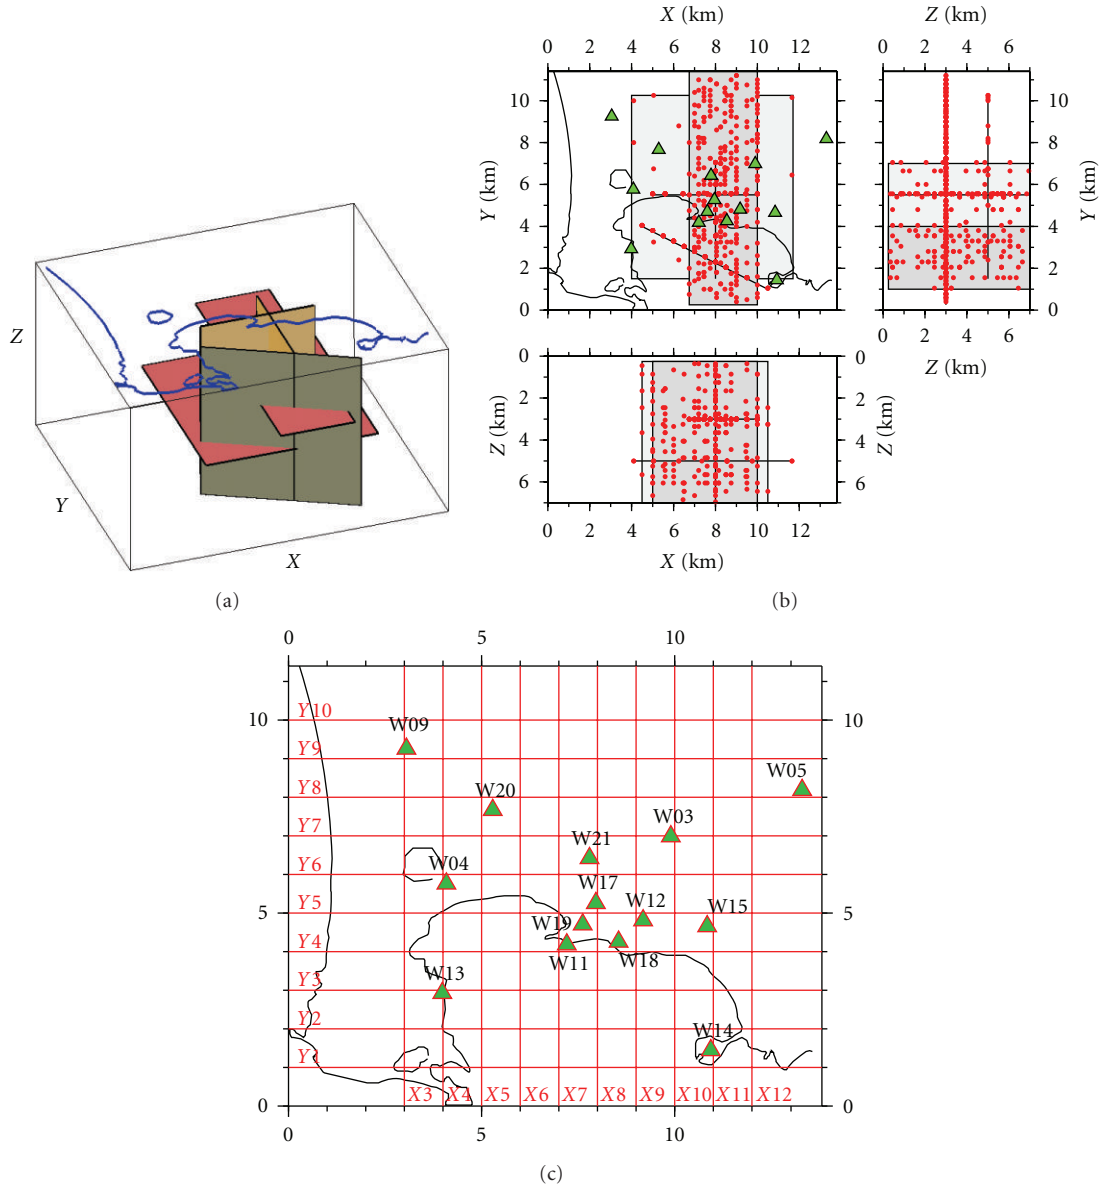 X (km)
Z (km)
0 2 4 6 8 10 12
0 2 4 6
10
8
6
4
2
0
Y (km)
10
8
6
4
2
0
Y (km)
0 2 4 6
Z (km)
Z
Y
X
(a)
0
2
4
6
Z (km)
0
2
4
6
Z (km)
0 2 4 6 8 10 12
X (km)
(b)
0 5 10
10
5
0
10
5
0
Y10
Y9
Y8
Y7
Y6
Y5
Y4
Y3
Y2
Y1
W09
W05
W20
W03
W21
W04
W17
W12
W15
W19
W11
W18
W13
W14
X3 X4 X5 X6 X7 X8 X9 X10 X11 X12
0 5 10
(c)